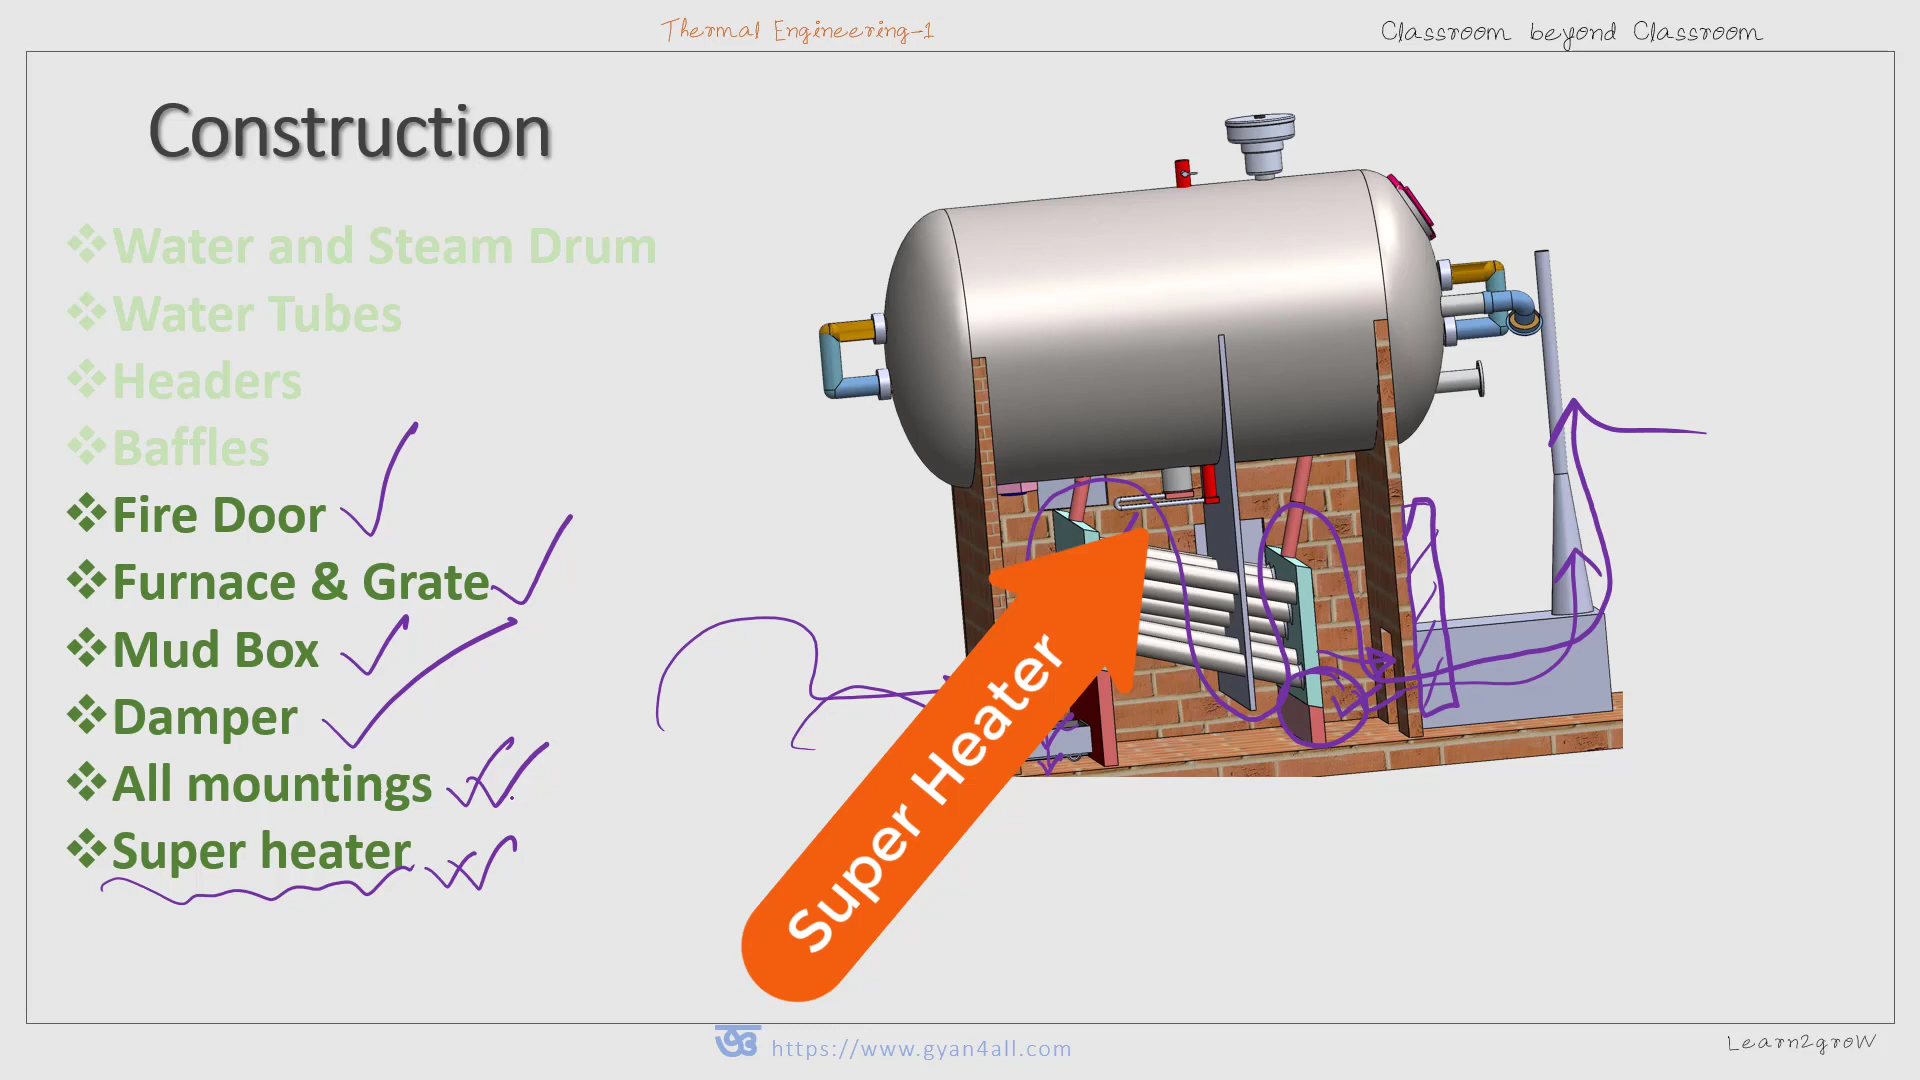 Thermal Engineering-1
Classroom beyond Classroom
Construction
Water and Steam Drum
Water Tubes
Headers
Baffles
Fire Door
Furnace & Grate
Mud Box
Damper
All mountings
Super heater
Super Heater
https://www.gyan4all.com
Learn2groW